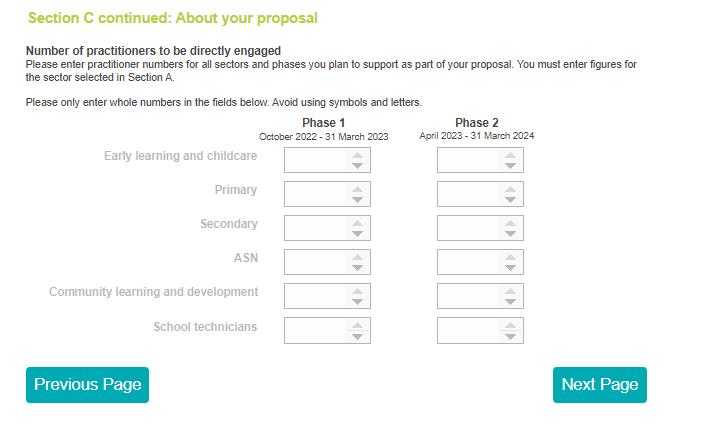 Section C continued: About your proposal
Number of practitioners to be directly engaged
Please enter practitioner numbers for all sectors and phases you plan to support as part of your proposal. You must enter figures for
the sector selected in Section A.
Please only enter whole numbers in the fields below. Avoid using symbols and letters.
Phase 1 Phase 2
October 2022 - 31 March 2023 April 2023 - 31 March 2024
Early learning and childcare
Primary
Secondary
ASN
Community learning and development
School technicians
Previous Page Next Page